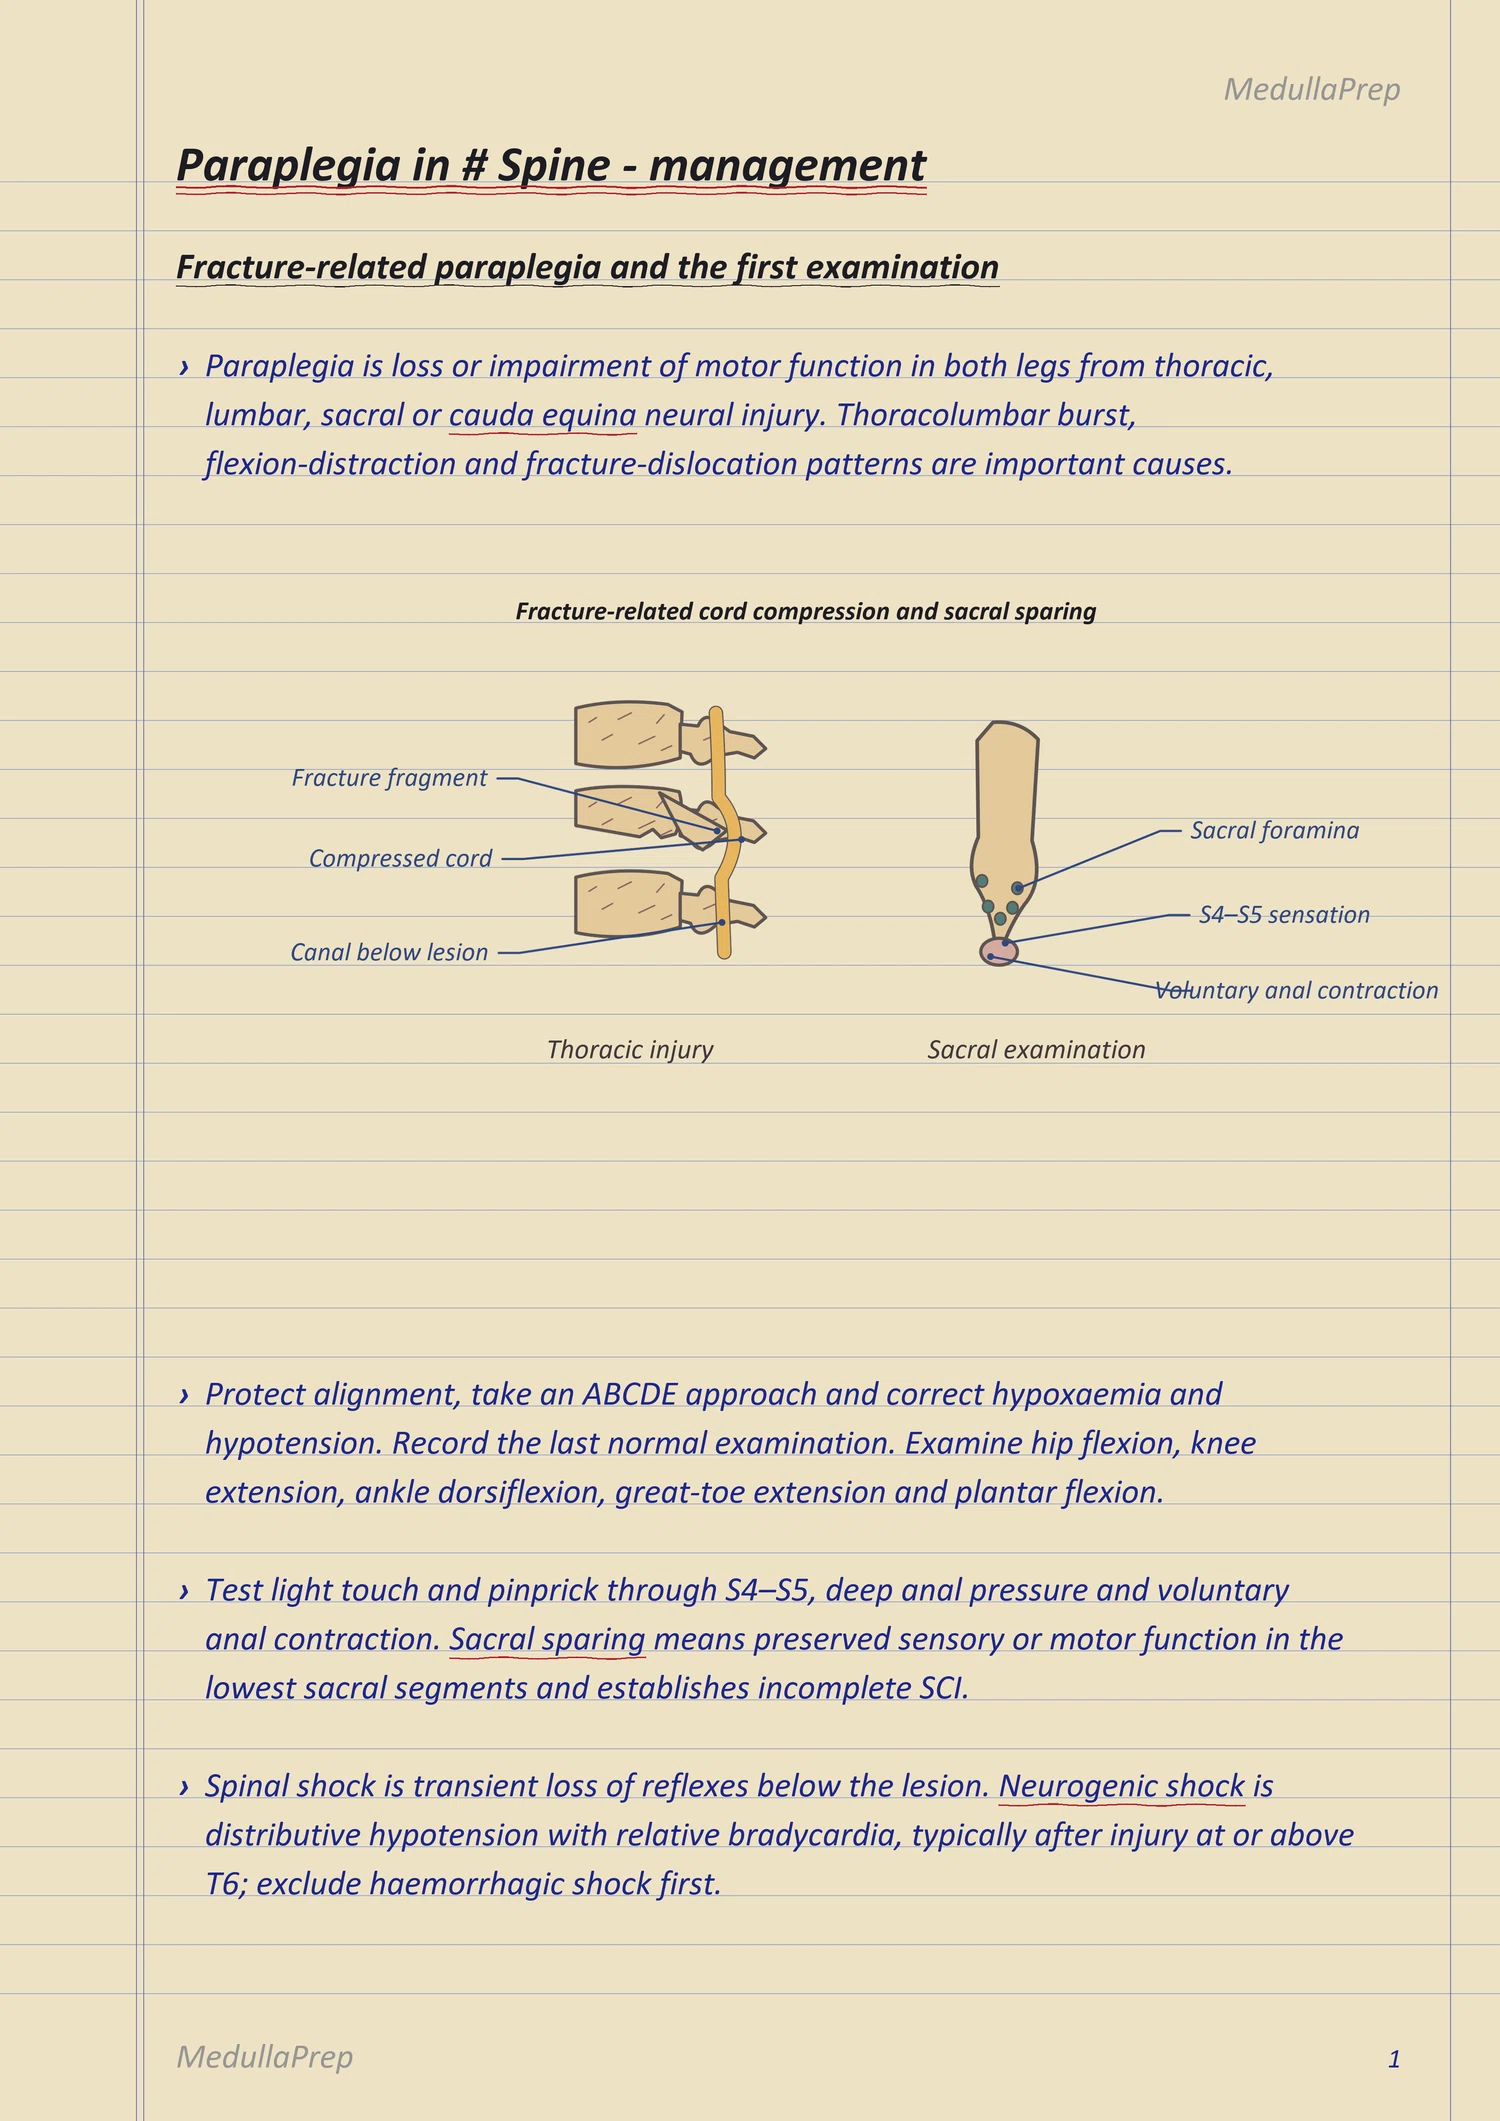 MedullaPrep
Paraplegia in # Spine - management
Fracture-related paraplegia and the first examination
› Paraplegia is loss or impairment of motor function in both legs from thoracic,
lumbar, sacral or cauda equina neural injury. Thoracolumbar burst,
flexion-distraction and fracture-dislocation patterns are important causes.
Fracture-related cord compression and sacral sparing
Fracture fragment
Compressed cord
Canal below lesion
Sacral foramina
S4–S5 sensation
Voluntary anal contraction
Thoracic injury
Sacral examination
› Protect alignment, take an ABCDE approach and correct hypoxaemia and
hypotension. Record the last normal examination. Examine hip flexion, knee
extension, ankle dorsiflexion, great-toe extension and plantar flexion.
› Test light touch and pinprick through S4–S5, deep anal pressure and voluntary
anal contraction. Sacral sparing means preserved sensory or motor function in the
lowest sacral segments and establishes incomplete SCI.
› Spinal shock is transient loss of reflexes below the lesion. Neurogenic shock is
distributive hypotension with relative bradycardia, typically after injury at or above
T6; exclude haemorrhagic shock first.
MedullaPrep
1